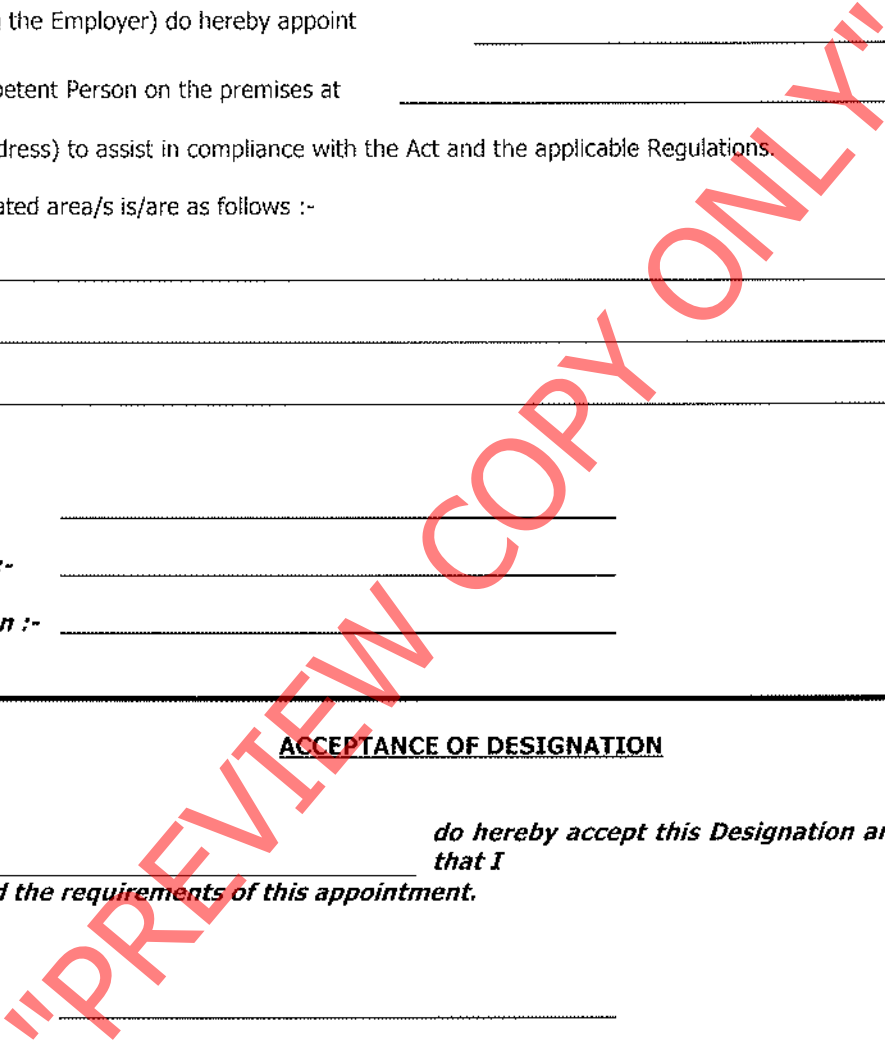 the Employer) do hereby appoint
etent Person on the premises at
dress) to assist in compliance with the Act and the applicable Regulations.
ated area/s is/are as follows :-
:-
n :-
ACCEPTANCE OF DESIGNATION
do hereby accept this Designation an
that I
d the requirements of this appointment.
"PREVIEW COPY ONLY"